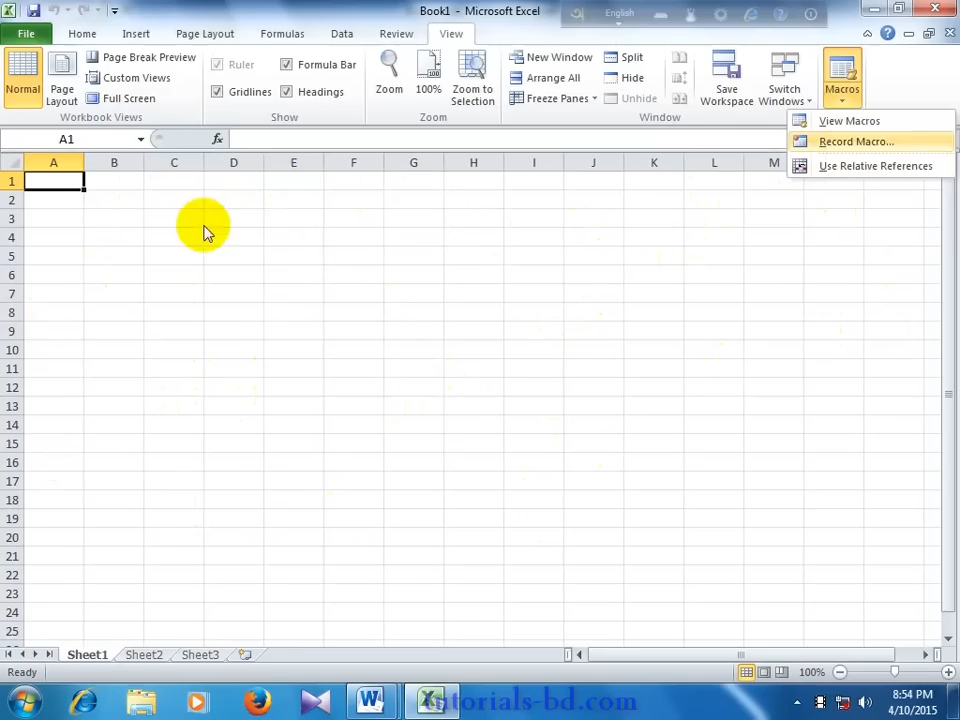 Book1 - Microsoft Excel
English
File Home Insert Page Layout Formulas Data Review View
Normal
Page Layout
Page Break Preview
Custom Views
Full Screen
Workbook Views
Ruler
Formula Bar
Gridlines
Headings
Show
Zoom
100%
Zoom to Selection
Zoom
New Window
Arrange All
Freeze Panes
Split
Hide
Unhide
Save Workspace
Switch Windows
Window
Macros
View Macros
Record Macro...
Use Relative References
A1
fx
A B C D E F G H I J K L M
1
2
3
4
5
6
7
8
9
10
11
12
13
14
15
16
17
18
19
20
21
22
23
24
25
Sheet1 Sheet2 Sheet3
Ready
100%
torials-bd.com
8:54 PM
4/10/2015